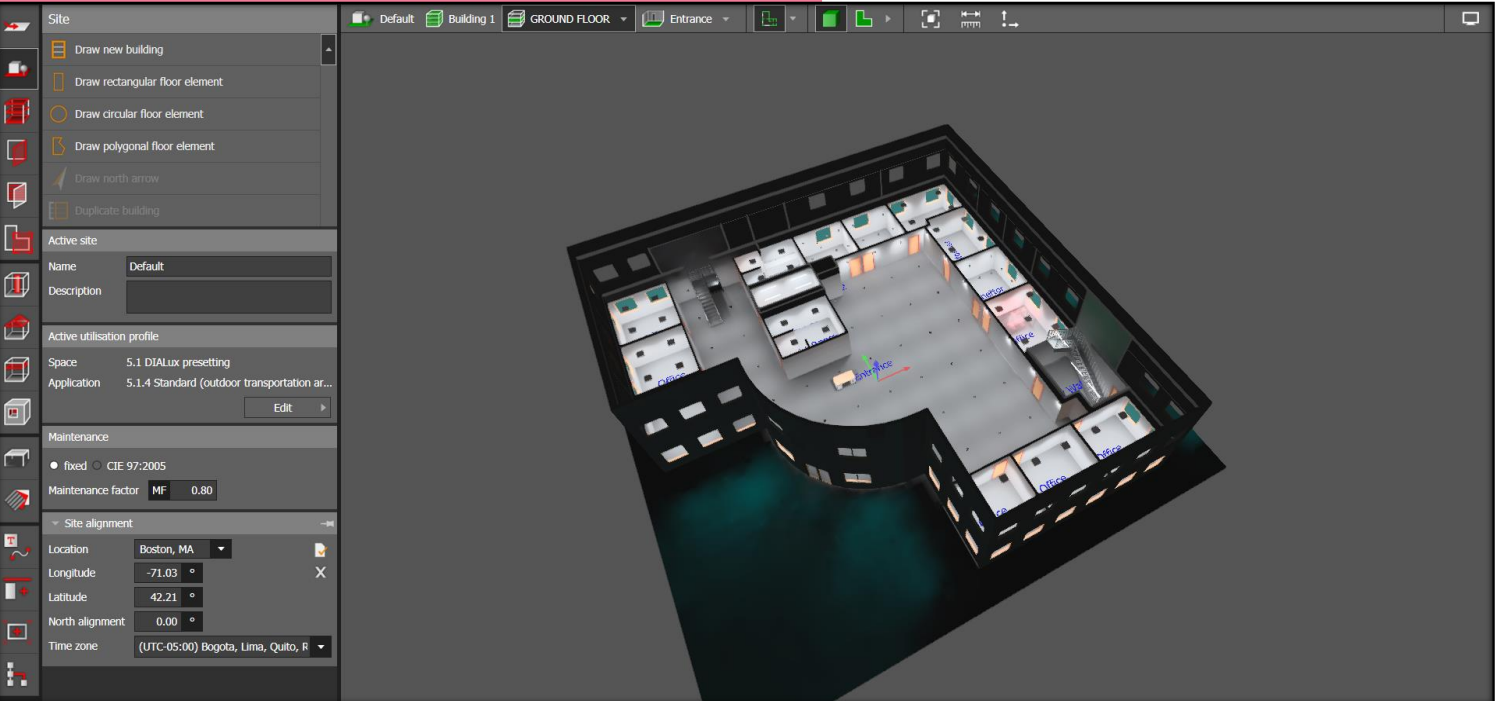 Site
Default
Building 1
GROUND FLOOR
Entrance
Draw new building
Draw rectangular floor element
Draw circular floor element
Draw polygonal floor element
Draw north arrow
Duplicate building
Active site
Name Default
Description
Active utilisation profile
Space 5.1 DIALux presetting
Application 5.1.4 Standard (outdoor transportation ar...
Edit
Maintenance
fixed CIE 97:2005
Maintenance factor MF 0.80
Site alignment
Location Boston, MA
Longitude -71.03 °
Latitude 42.21 °
North alignment 0.00 °
Time zone (UTC-05:00) Bogota, Lima, Quito, R
Office
Entrance
Office
Office
Office